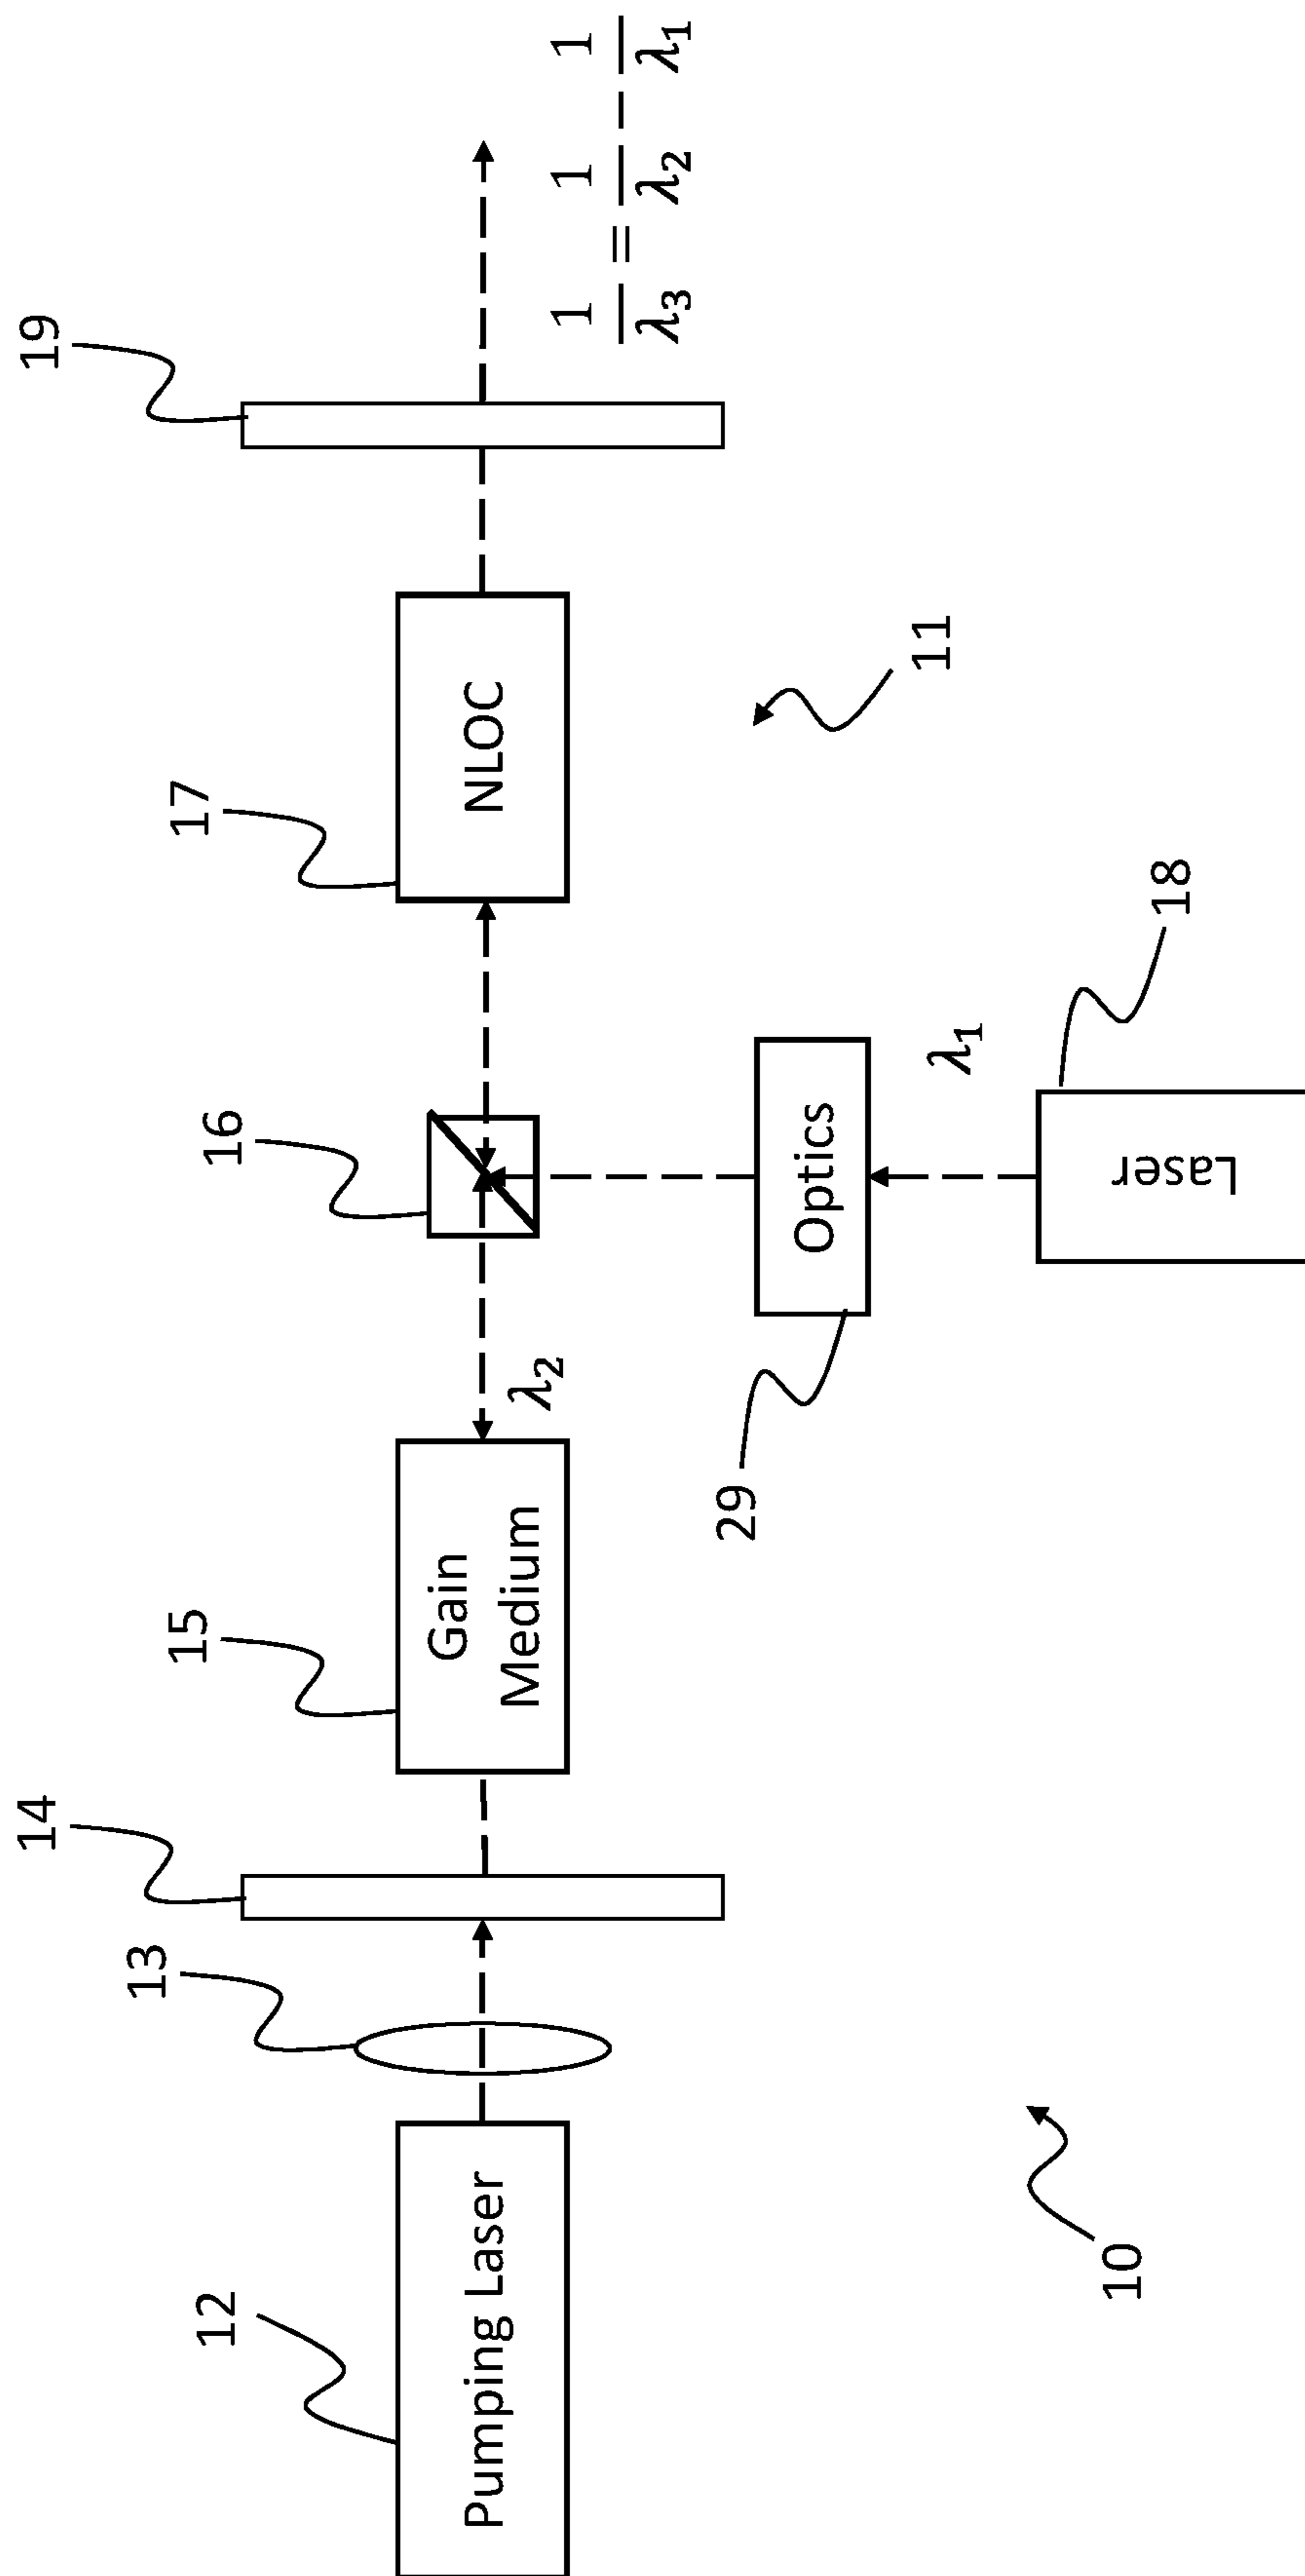 12
Pumping Laser
13
14
15
Gain
Medium
λ₂
16
17
NLOC
19
1/λ₃ = 1/λ₂ − 1/λ₁
29
Optics
λ₁
18
Laser
10
11